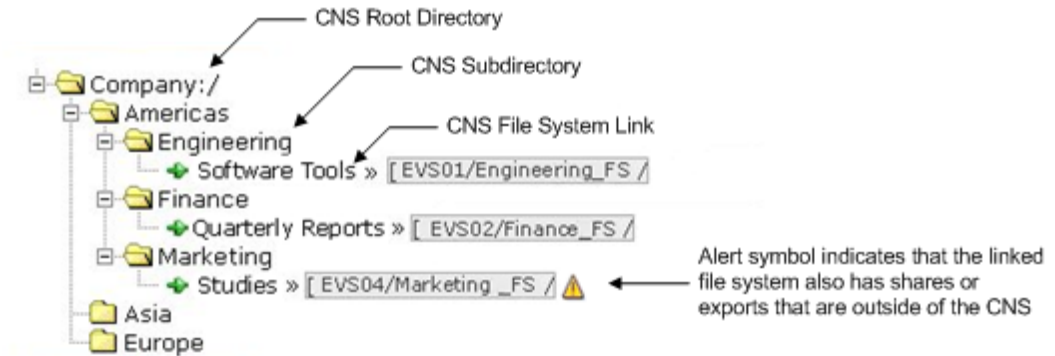 CNS Root Directory
Company:/
CNS Subdirectory
Americas
CNS File System Link
Engineering
Software Tools » [ EVS01/Engineering_FS /
Finance
Quarterly Reports » [ EVS02/Finance_FS /
Marketing
Studies » [ EVS04/Marketing _FS /
Alert symbol indicates that the linked
file system also has shares or
exports that are outside of the CNS
Asia
Europe